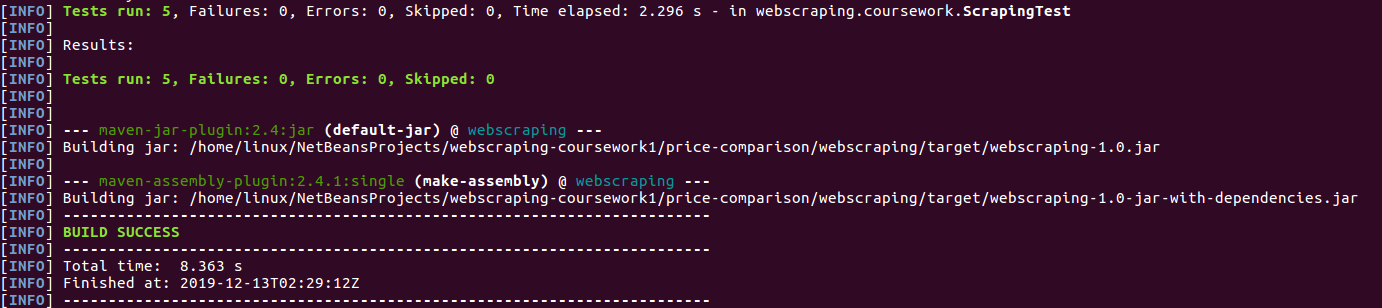 [INFO] Tests run: 5, Failures: 0, Errors: 0, Skipped: 0, Time elapsed: 2.296 s - in webscraping.coursework.ScrapingTest
[INFO]
[INFO] Results:
[INFO]
[INFO] Tests run: 5, Failures: 0, Errors: 0, Skipped: 0
[INFO]
[INFO]
[INFO] --- maven-jar-plugin:2.4:jar (default-jar) @ webscraping ---
[INFO] Building jar: /home/linux/NetBeansProjects/webscraping-coursework1/price-comparison/webscraping/target/webscraping-1.0.jar
[INFO]
[INFO] --- maven-assembly-plugin:2.4.1:single (make-assembly) @ webscraping ---
[INFO] Building jar: /home/linux/NetBeansProjects/webscraping-coursework1/price-comparison/webscraping/target/webscraping-1.0-jar-with-dependencies.jar
[INFO] ------------------------------------------------------------------------
[INFO] BUILD SUCCESS
[INFO] ------------------------------------------------------------------------
[INFO] Total time:  8.363 s
[INFO] Finished at: 2019-12-13T02:29:12Z
[INFO] ------------------------------------------------------------------------